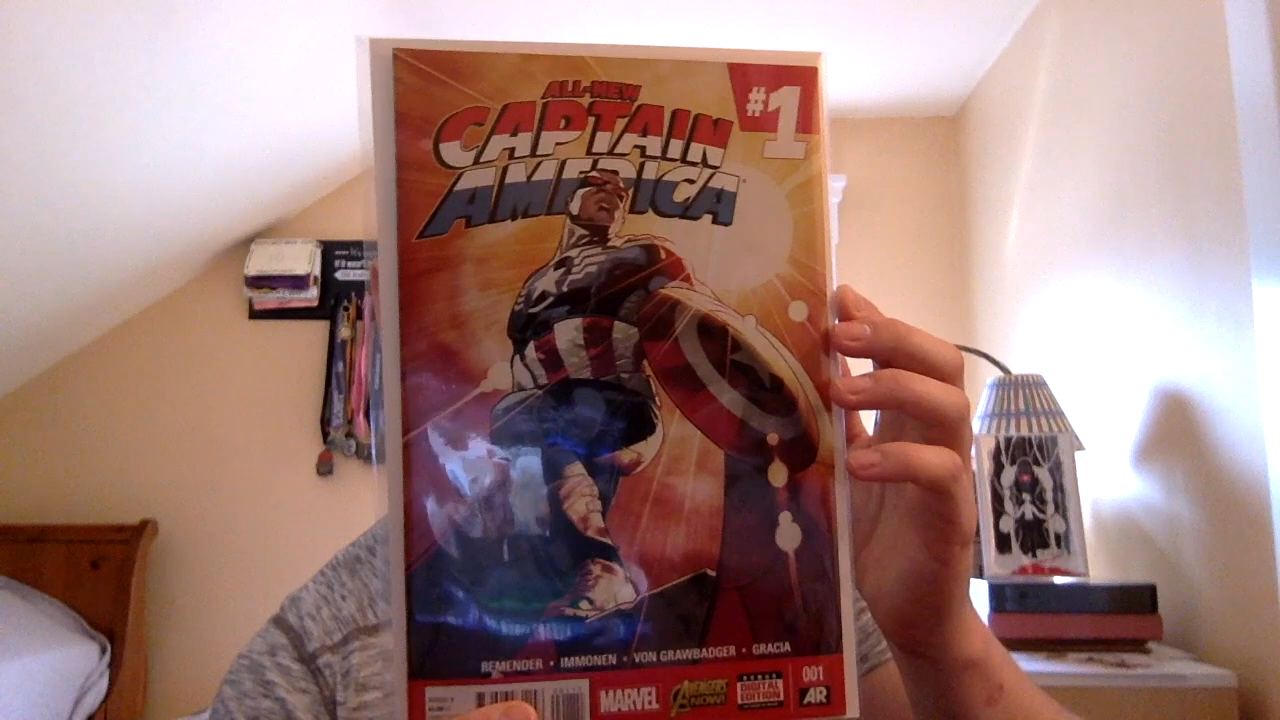 #1
ALL-NEW
CAPTAIN
AMERICA
REMENDER • IMMONEN • VON GRAWBADGER • GRACIA
MARVEL
AVENGERS
NOW!
DIGITAL
EDITION
001
AR